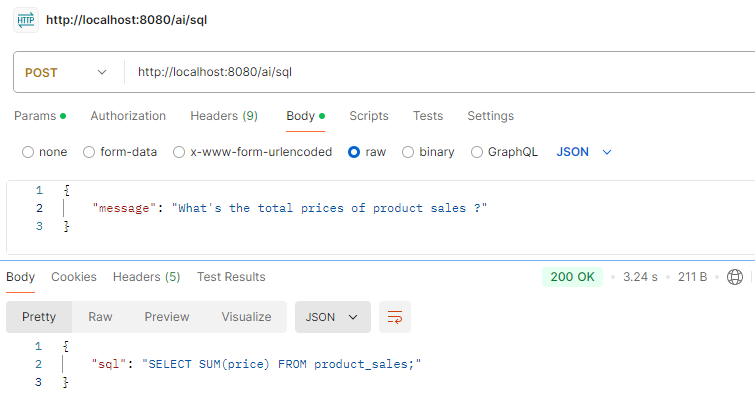 HTTP http://localhost:8080/ai/sql
POST http://localhost:8080/ai/sql
Params Authorization Headers (9) Body Scripts Tests Settings
none form-data x-www-form-urlencoded raw binary GraphQL JSON
1 {
2 "message": "What's the total prices of product sales ?"
3 }
Body Cookies Headers (5) Test Results 200 OK 3.24 s 211 B
Pretty Raw Preview Visualize JSON
1 {
2 "sql": "SELECT SUM(price) FROM product_sales;"
3 }